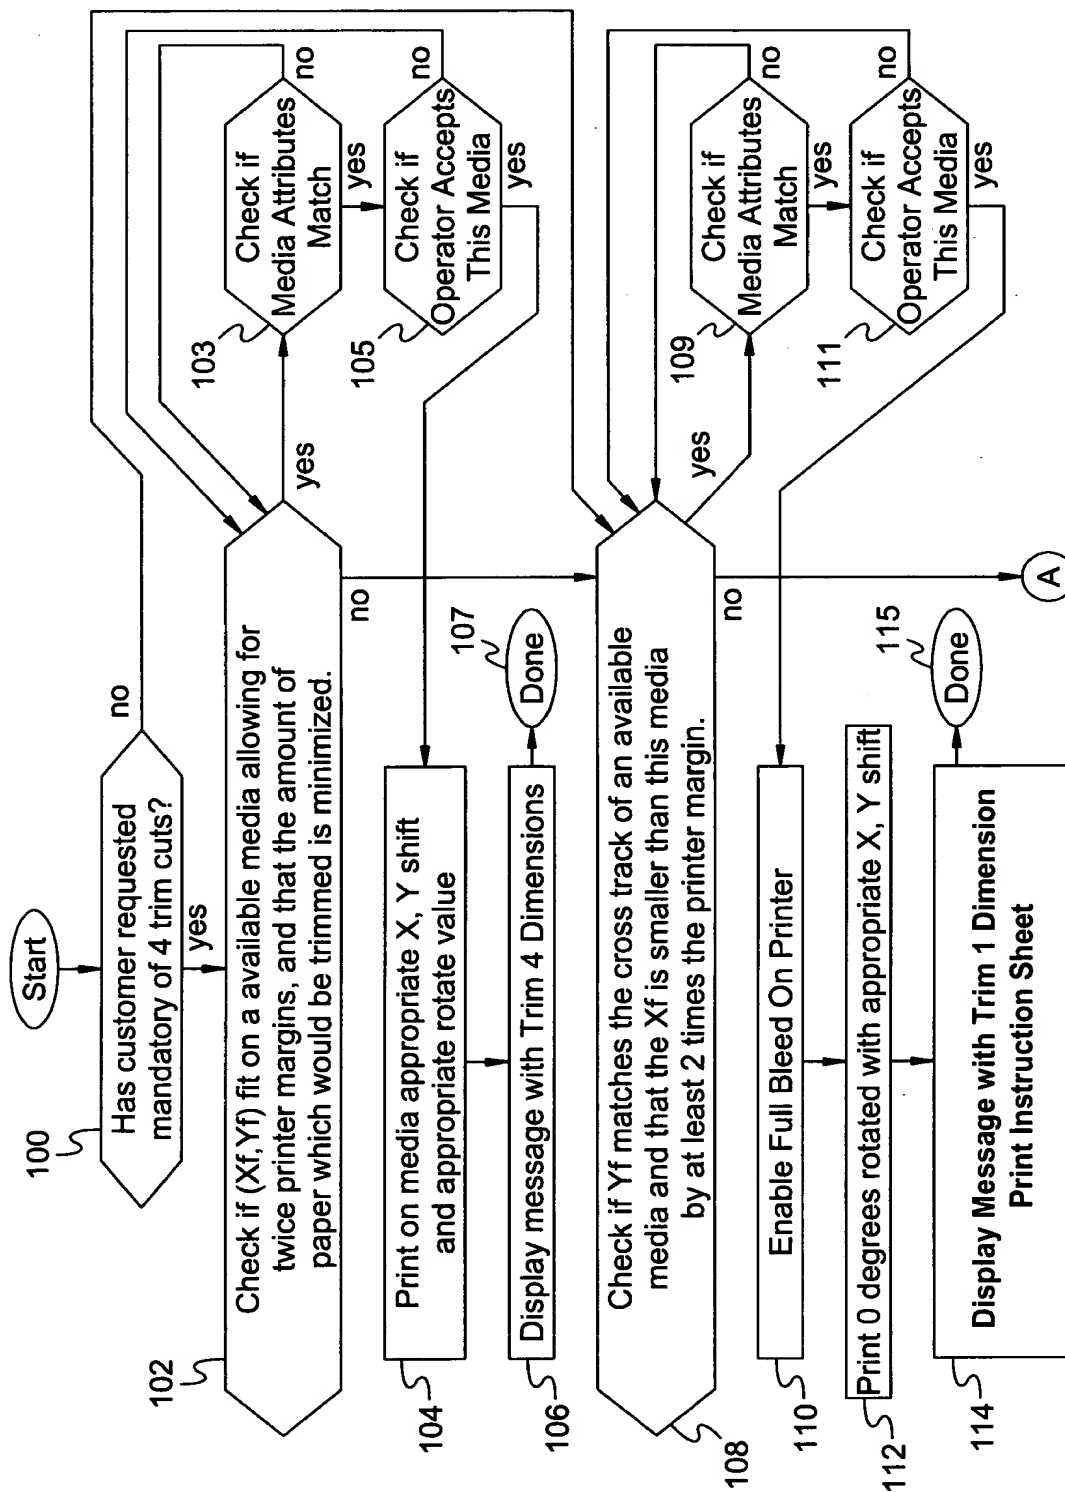 Start
100
Has customer requested
mandatory of 4 trim cuts?
no
yes
102
Check if (Xf,Yf) fit on a available media allowing for
twice printer margins, and that the amount of
paper which would be trimmed is minimized.
yes
no
103
Check if
Media Attributes
Match
no
yes
105
Check if
Operator Accepts
This Media
no
yes
104
Print on media appropriate X, Y shift
and appropriate rotate value
106
Display message with Trim 4 Dimensions
107
Done
108
Check if Yf matches the cross track of an available
media and that the Xf is smaller than this media
by at least 2 times the printer margin.
yes
no
109
Check if
Media Attributes
Match
no
yes
111
Check if
Operator Accepts
This Media
no
yes
110
Enable Full Bleed On Printer
112
Print 0 degrees rotated with appropriate X, Y shift
114
Display Message with Trim 1 Dimension
Print Instruction Sheet
115
Done
A